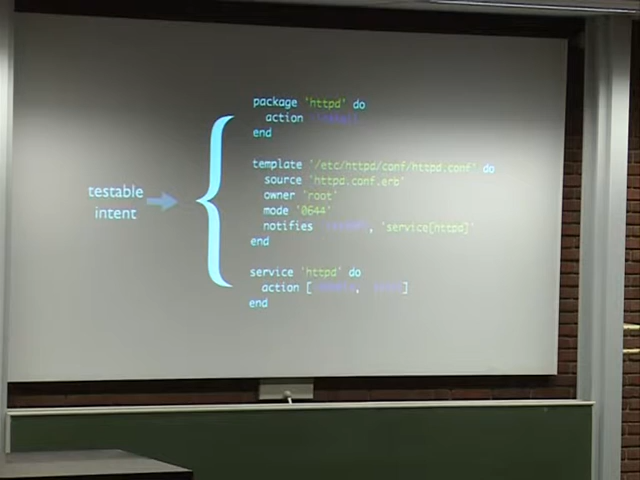 testable
intent
package 'httpd' do
action
end
template '/etc/httpd/conf/httpd.conf' do
source 'httpd.conf.erb'
owner 'root'
mode '0644'
notifies , 'service[httpd]'
end
service 'httpd' do
action [ , ]
end